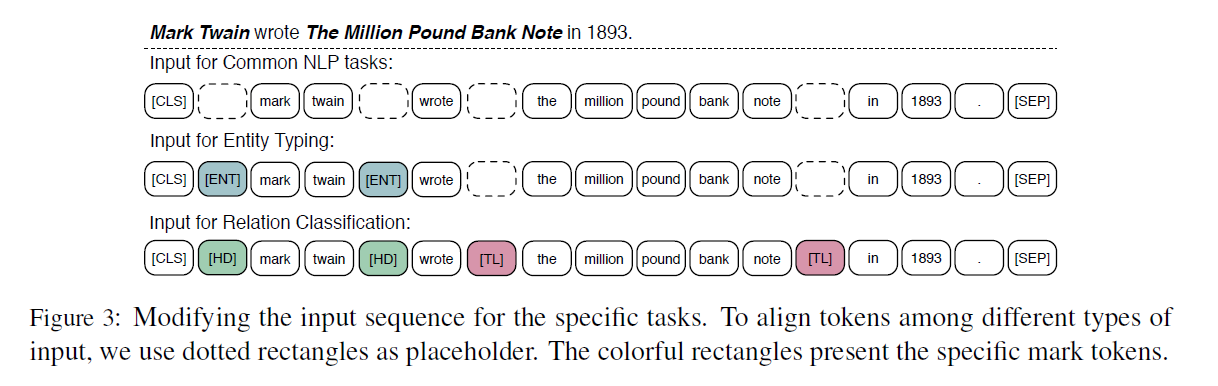 Mark Twain wrote The Million Pound Bank Note in 1893.
Input for Common NLP tasks:
[CLS] mark twain wrote the million pound bank note in 1893 . [SEP]
Input for Entity Typing:
[CLS] [ENT] mark twain [ENT] wrote the million pound bank note in 1893 . [SEP]
Input for Relation Classification:
[CLS] [HD] mark twain [HD] wrote [TL] the million pound bank note [TL] in 1893 . [SEP]
Figure 3: Modifying the input sequence for the specific tasks. To align tokens among different types of
input, we use dotted rectangles as placeholder. The colorful rectangles present the specific mark tokens.